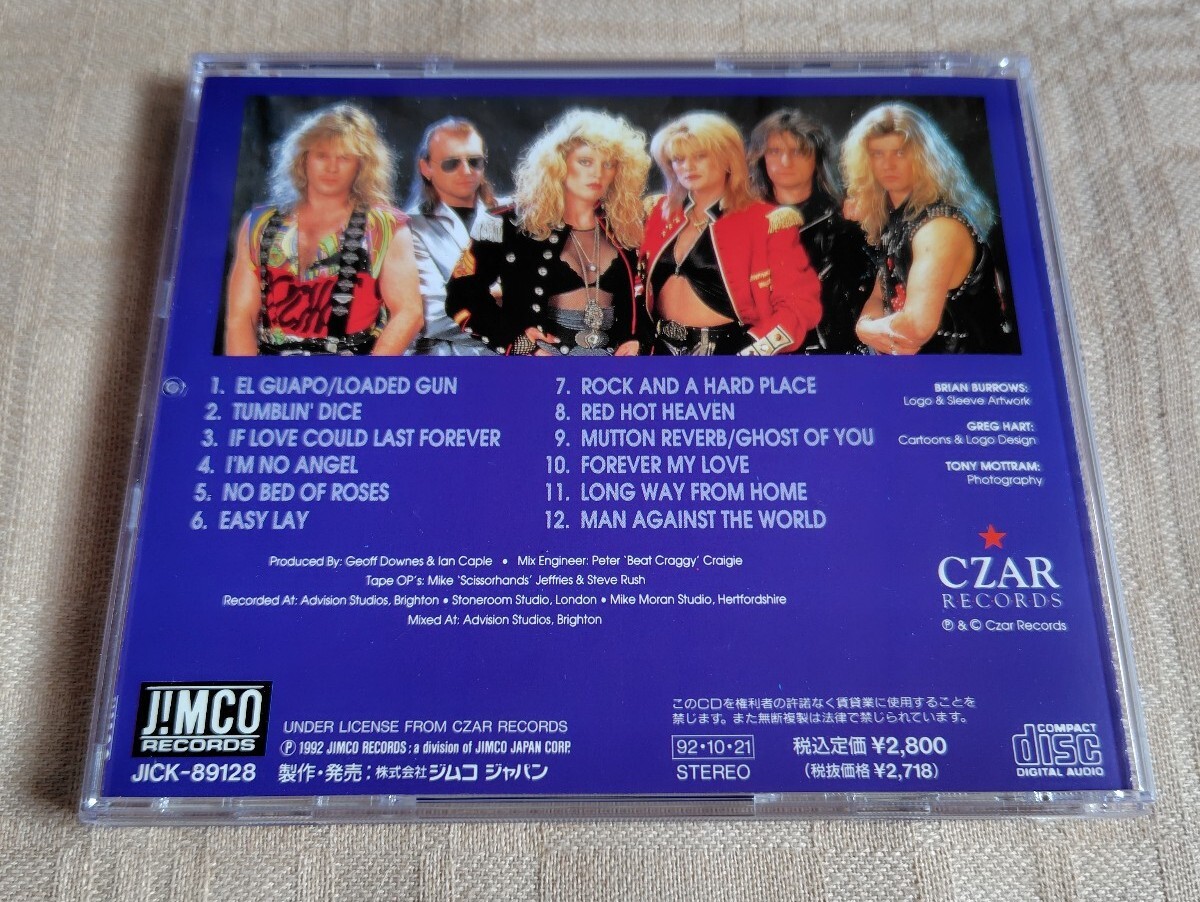 1. EL GUAPO/LOADED GUN
2. TUMBLIN' DICE
3. IF LOVE COULD LAST FOREVER
4. I'M NO ANGEL
5. NO BED OF ROSES
6. EASY LAY
7. ROCK AND A HARD PLACE
8. RED HOT HEAVEN
9. MUTTON REVERB/GHOST OF YOU
10. FOREVER MY LOVE
11. LONG WAY FROM HOME
12. MAN AGAINST THE WORLD
BRIAN BURROWS:
Logo & Sleeve Artwork
GREG HART:
Cartoons & Logo Design
TONY MOTTRAM:
Photography
Produced By: Geoff Downes & Ian Caple • Mix Engineer: Peter 'Beat Craggy' Craigie
Tape OP's: Mike 'Scissorhands' Jeffries & Steve Rush
Recorded At: Advision Studios, Brighton • Stoneroom Studio, London • Mike Moran Studio, Hertfordshire
Mixed At: Advision Studios, Brighton
CZAR
RECORDS
℗ & © Czar Records
J!MCO
RECORDS
JICK-89128
UNDER LICENSE FROM CZAR RECORDS
℗ 1992 JIMCO RECORDS : a division of JIMCO JAPAN CORP.
製作・発売：株式会社ジムコ ジャパン
このCDを権利者の許諾なく賃貸業に使用することを
禁じます。また無断複製は法律で禁じられています。
92・10・21
STEREO
税込定価 ¥2,800
(税抜価格 ¥2,718)
COMPACT
disc
DIGITAL AUDIO